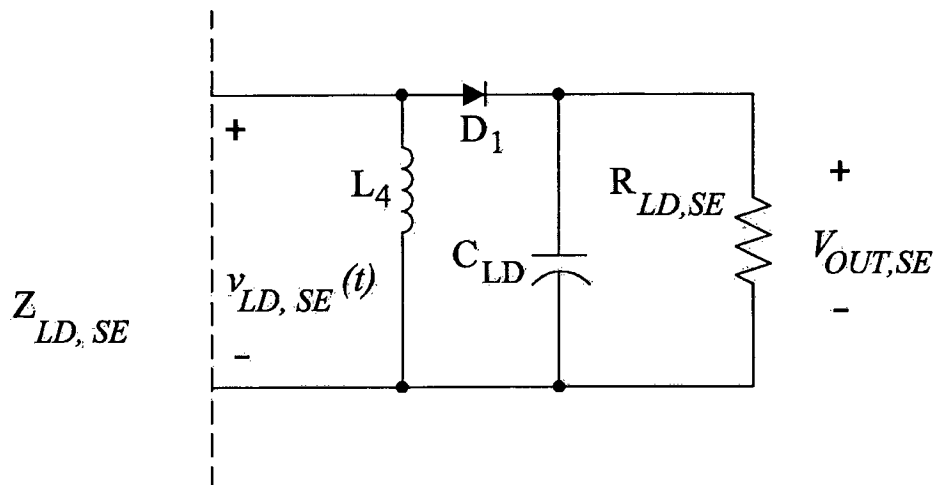 +
D1
L4
RLD,SE
+
CLD
vLD, SE(t)
VOUT,SE
ZLD, SE
-
-